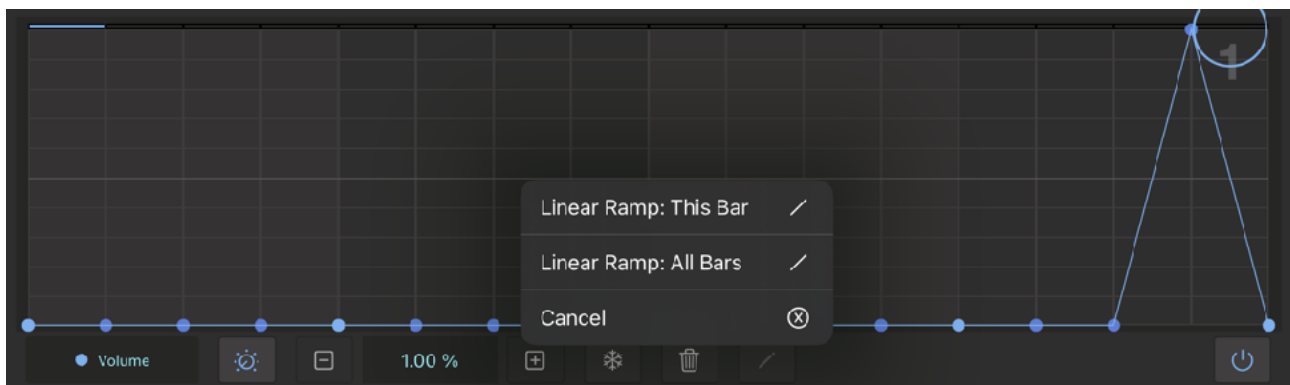 1
Linear Ramp: This Bar
Linear Ramp: All Bars
Cancel
Volume
1.00 %